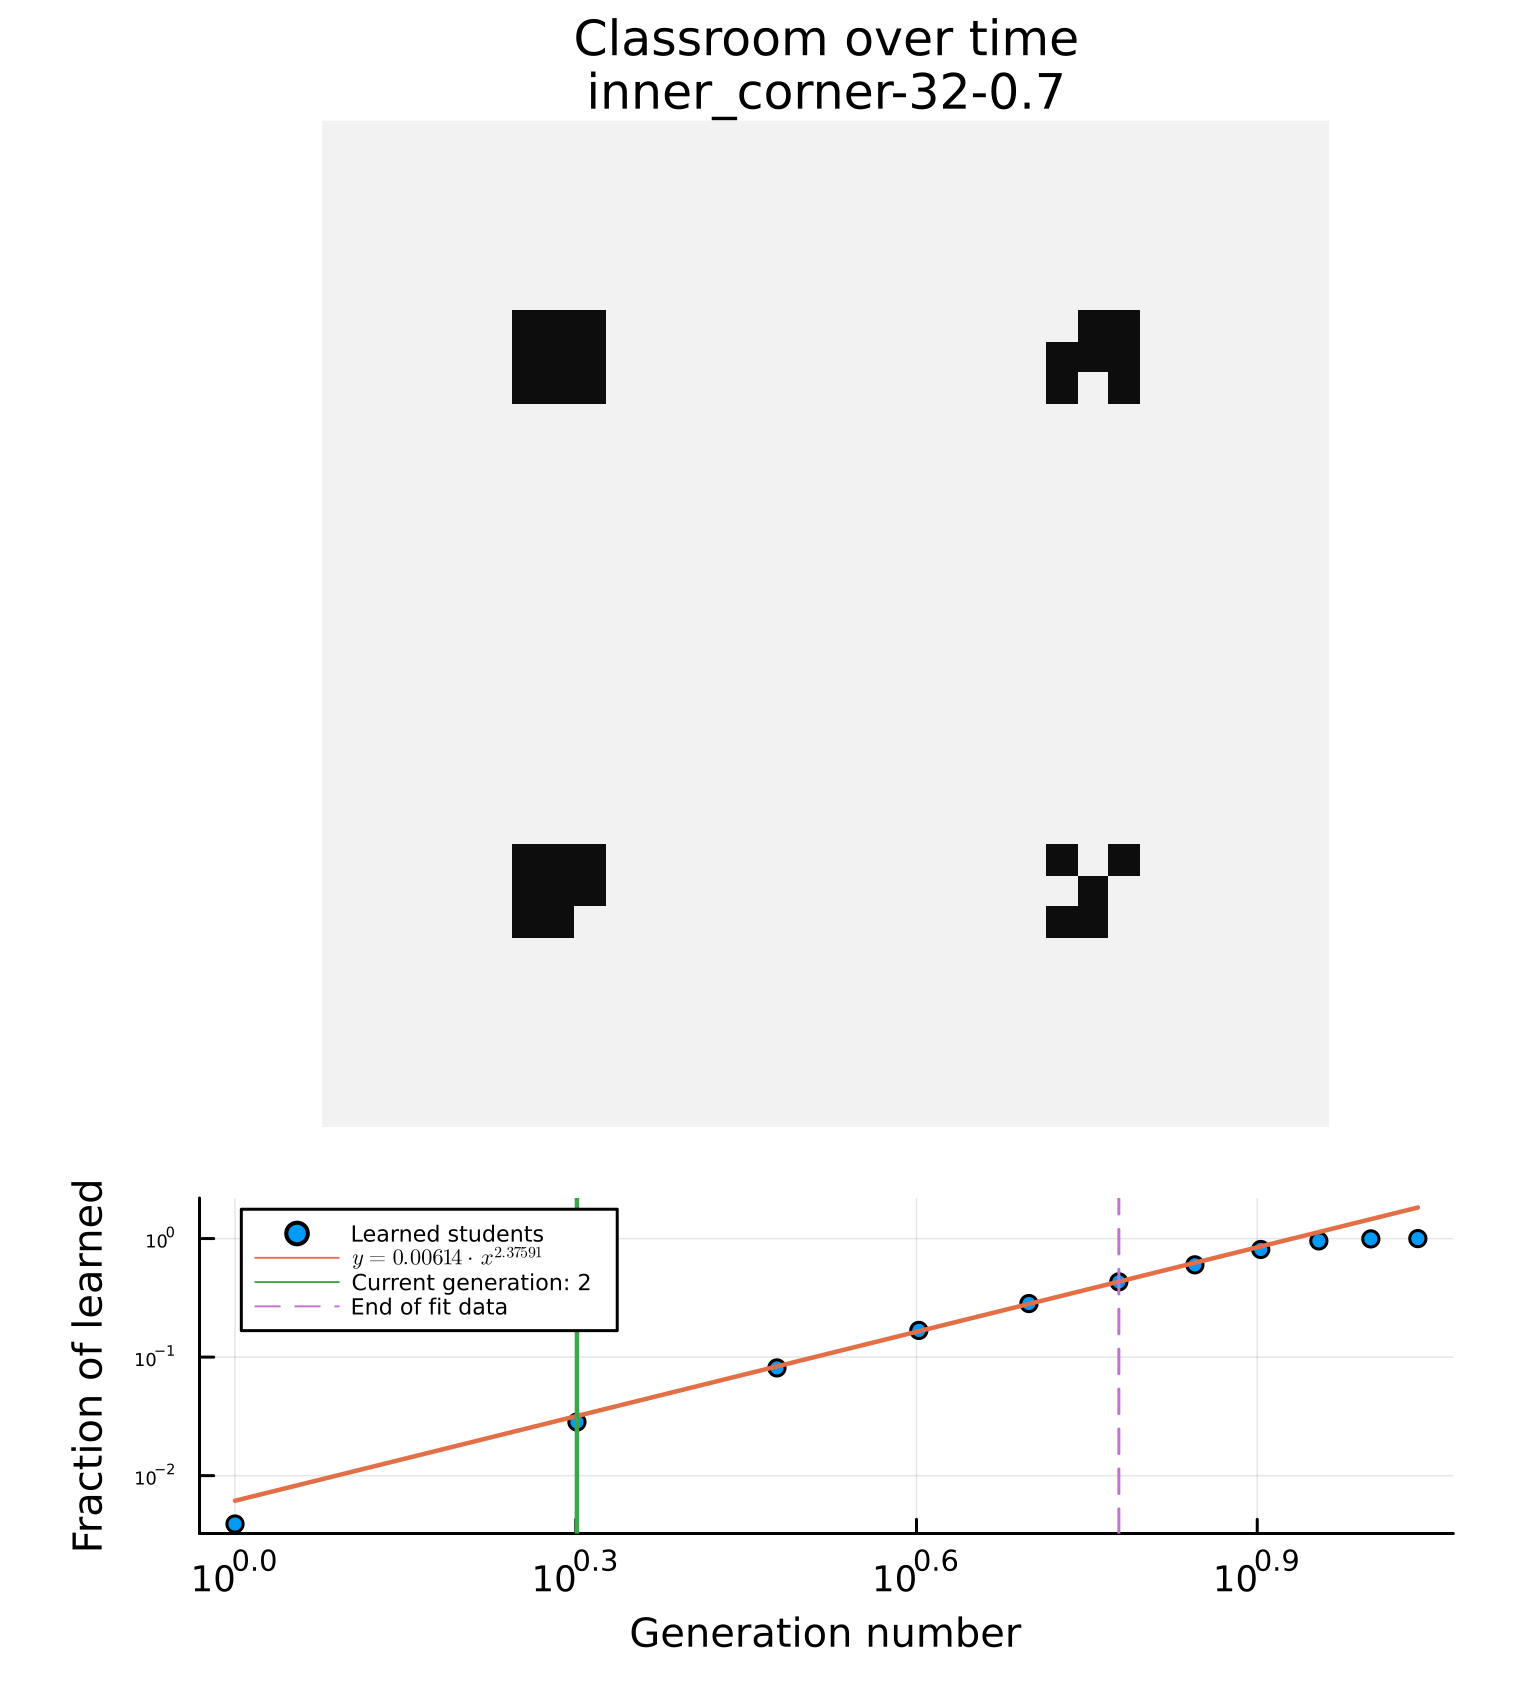 Classroom over time
inner_corner-32-0.7
Fraction of learned
10⁰
10⁻¹
10⁻²
Learned students
y = 0.00614 · x^2.37591
Current generation: 2
End of fit data
10^0.0
10^0.3
10^0.6
10^0.9
Generation number